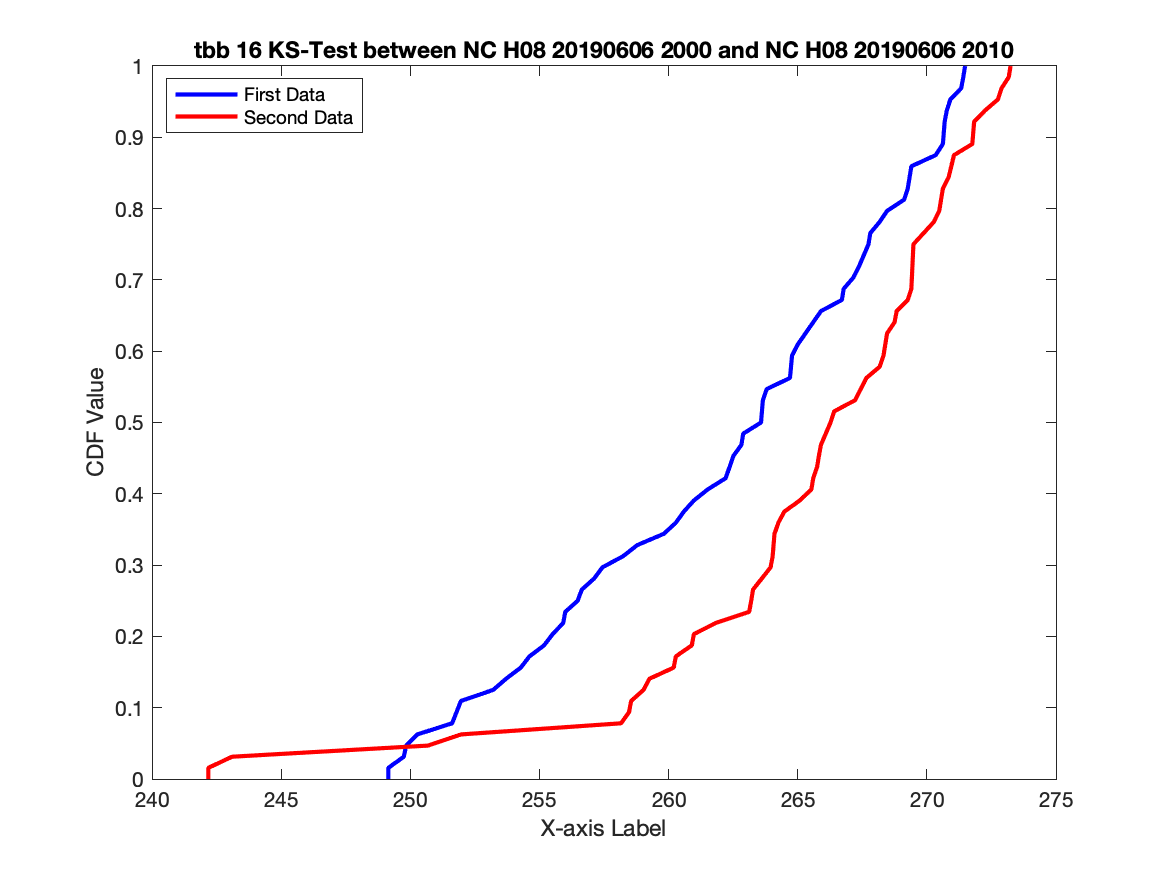 tbb 16 KS-Test between NC H08 20190606 2000 and NC H08 20190606 2010
First Data
Second Data
1
0.9
0.8
0.7
0.6
0.5
0.4
0.3
0.2
0.1
0
CDF Value
240 245 250 255 260 265 270 275
X-axis Label